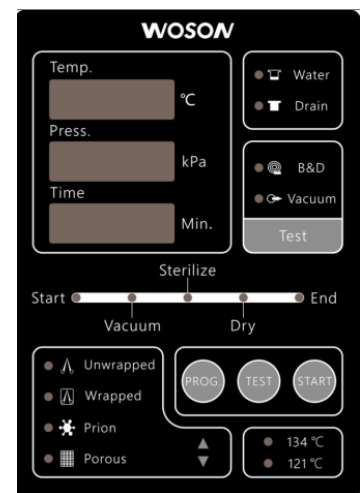 WOSON
Temp.
℃
Press.
kPa
Time
Min.
Water
Drain
B&D
Vacuum
Test
Sterilize
Start
End
Vacuum
Dry
Unwrapped
Wrapped
Prion
Porous
PROG.
TEST
START
134 ℃
121 ℃